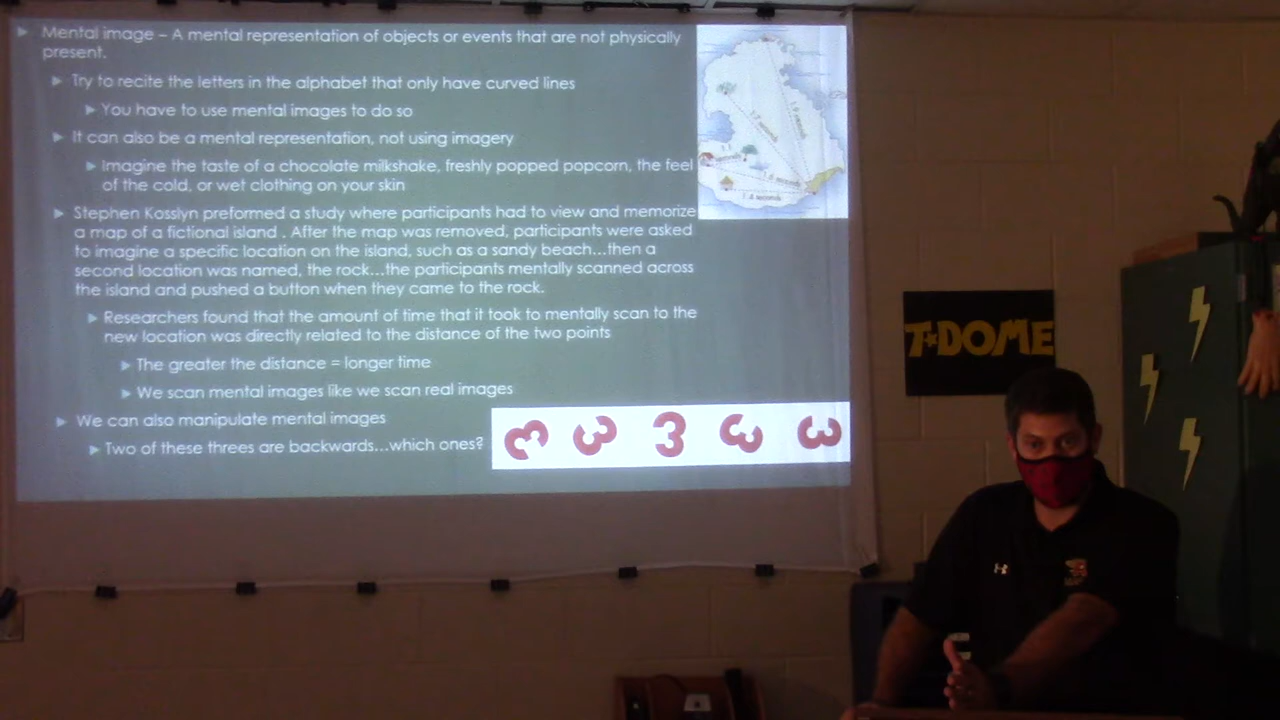 Mental image – A mental representation of objects or events that are not physically
present.
Try to recite the letters in the alphabet that only have curved lines
You have to use mental images to do so
It can also be a mental representation, not using imagery
Imagine the taste of a chocolate milkshake, freshly popped popcorn, the feel
of the cold, or wet clothing on your skin
Stephen Kosslyn preformed a study where participants had to view and memorize
a map of a fictional island . After the map was removed, participants were asked
to imagine a specific location on the island, such as a sandy beach...then a
second location was named, the rock...the participants mentally scanned across
the island and pushed a button when they came to the rock.
Researchers found that the amount of time that it took to mentally scan to the
new location was directly related to the distance of the two points
The greater the distance = longer time
We scan mental images like we scan real images
We can also manipulate mental images
Two of these threes are backwards...which ones?
3 3 3 3 3
T★DOME